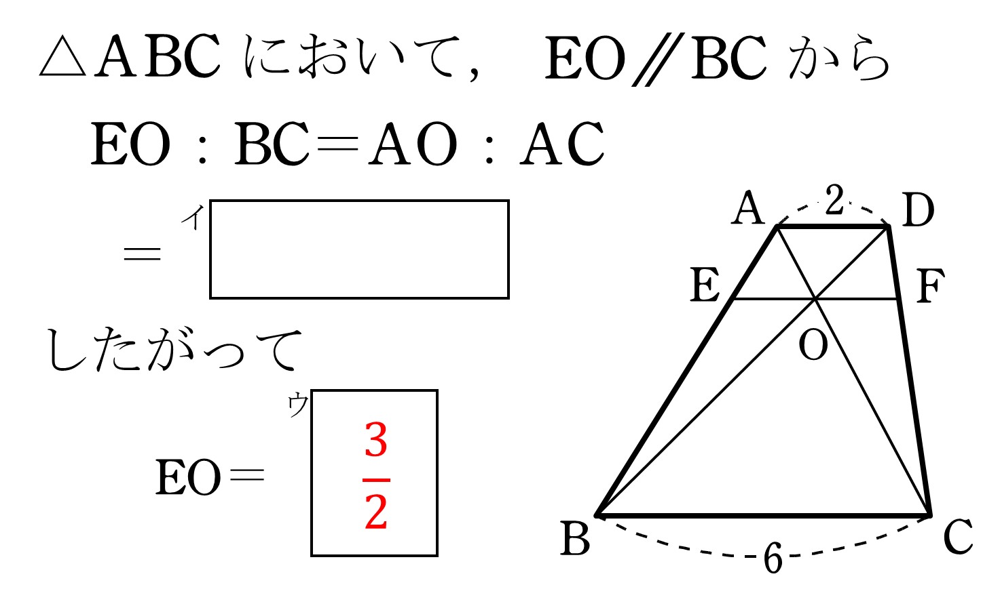 △ABCにおいて, EO∥BCから
EO:BC=AO:AC
イ
=
したがって
ウ
EO=
3
2
A
2
D
E
F
O
B
6
C